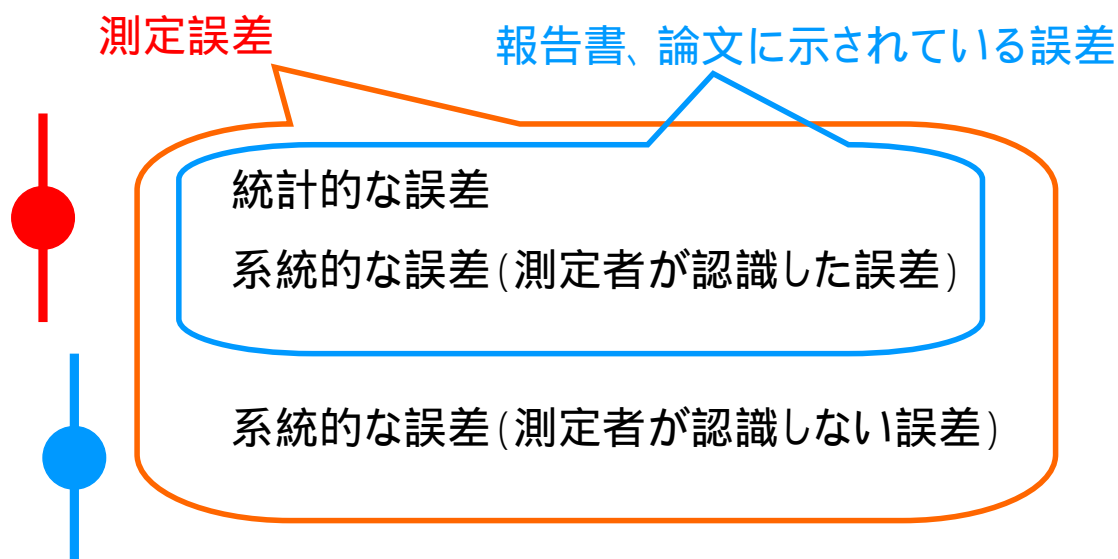 測定誤差
報告書、論文に示されている誤差
統計的な誤差
系統的な誤差(測定者が認識した誤差)
系統的な誤差(測定者が認識しない誤差)